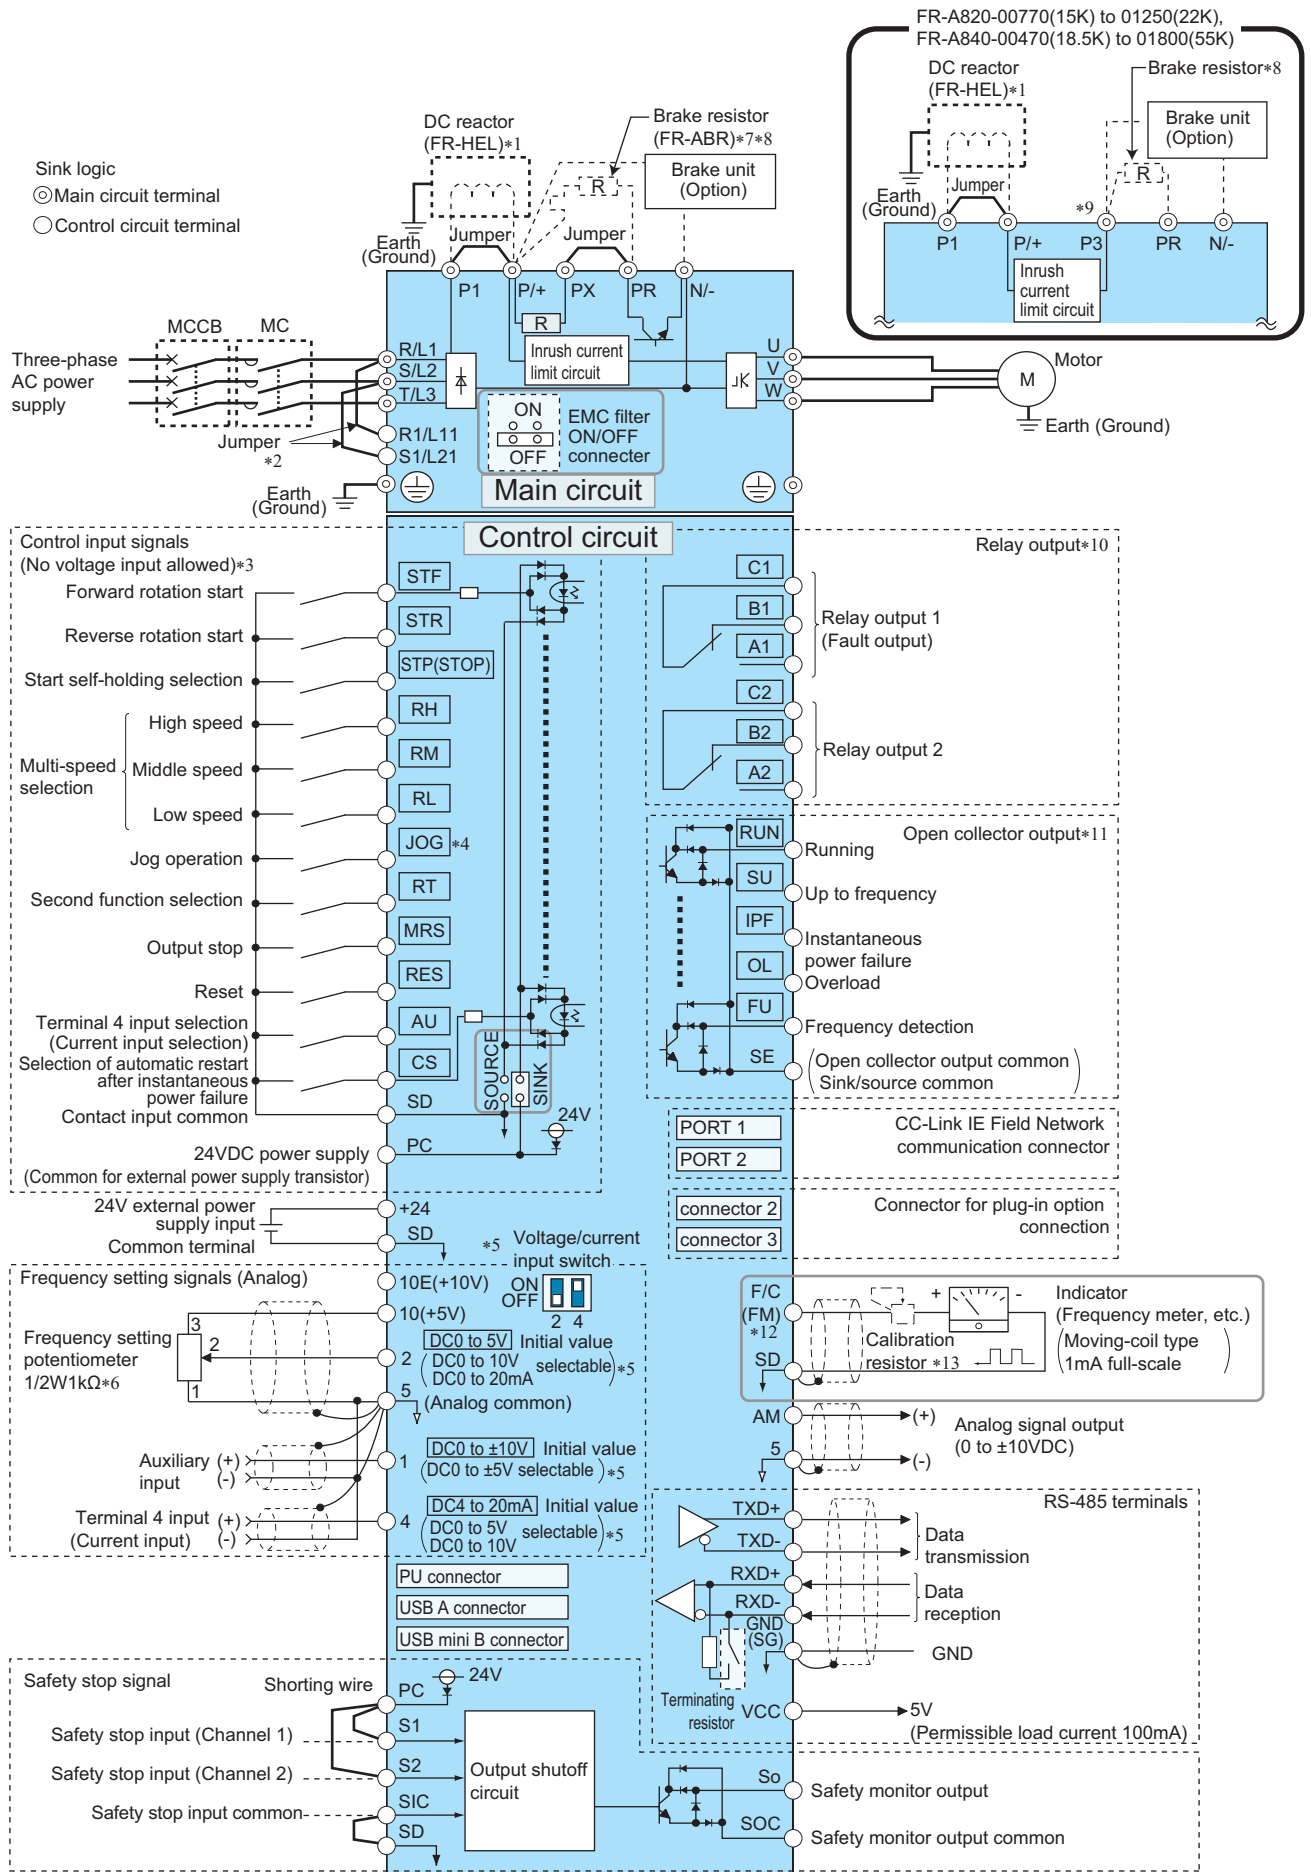 FR-A820-00770(15K) to 01250(22K),
FR-A840-00470(18.5K) to 01800(55K)
DC reactor
(FR-HEL)*1
Brake resistor*8
Brake unit
(Option)
R
Earth
(Ground)
Jumper
*9
P1
P/+
P3
PR
N/-
Inrush
current
limit circuit
Sink logic
Main circuit terminal
Control circuit terminal
DC reactor
(FR-HEL)*1
Brake resistor
(FR-ABR)*7*8
Brake unit
(Option)
R
Earth
(Ground)
Jumper
Jumper
P1
P/+
PX
PR
N/-
R
Inrush current
limit circuit
MCCB
MC
Three-phase
AC power
supply
R/L1
S/L2
T/L3
R1/L11
S1/L21
Jumper
*2
Earth
(Ground)
ON
OFF
EMC filter
ON/OFF
connecter
Main circuit
U
V
W
Motor
M
Earth (Ground)
Control circuit
Control input signals
(No voltage input allowed)*3
Forward rotation start
STF
Reverse rotation start
STR
Start self-holding selection
STP(STOP)
Multi-speed
selection
High speed
RH
Middle speed
RM
Low speed
RL
Jog operation
JOG *4
Second function selection
RT
Output stop
MRS
Reset
RES
Terminal 4 input selection
(Current input selection)
AU
Selection of automatic restart
after instantaneous
power failure
CS
Contact input common
SD
SOURCE
SINK
24V
24VDC power supply
(Common for external power supply transistor)
PC
Relay output*10
C1
B1
A1
Relay output 1
(Fault output)
C2
B2
A2
Relay output 2
Open collector output*11
RUN
Running
SU
Up to frequency
IPF
Instantaneous
power failure
OL
Overload
FU
Frequency detection
SE
Open collector output common
Sink/source common
PORT 1
PORT 2
CC-Link IE Field Network
communication connector
connector 2
connector 3
Connector for plug-in option
connection
24V external power
supply input
+24
Common terminal
SD
*5 Voltage/current
input switch
ON
OFF
2 4
Frequency setting signals (Analog)
10E(+10V)
10(+5V)
Frequency setting
potentiometer
1/2W1kΩ*6
3
2
1
2
DC0 to 5V Initial value
DC0 to 10V
DC0 to 20mA
selectable *5
5
(Analog common)
Auxiliary
input
(+)
(-)
1
DC0 to ±10V Initial value
(DC0 to ±5V selectable) *5
Terminal 4 input
(Current input)
(+)
(-)
4
DC4 to 20mA Initial value
DC0 to 5V
DC0 to 10V
selectable *5
F/C
(FM)
*12
SD
+
-
Calibration
resistor *13
Indicator
(Frequency meter, etc.)
Moving-coil type
1mA full-scale
AM
5
(+)
(-)
Analog signal output
(0 to ±10VDC)
RS-485 terminals
TXD+
TXD-
Data
transmission
RXD+
RXD-
Data
reception
GND
(SG)
GND
Terminating
resistor
VCC
5V
(Permissible load current 100mA)
PU connector
USB A connector
USB mini B connector
Safety stop signal
Shorting wire
PC
24V
Safety stop input (Channel 1)
S1
Safety stop input (Channel 2)
S2
Safety stop input common
SIC
SD
Output shutoff
circuit
So
Safety monitor output
SOC
Safety monitor output common